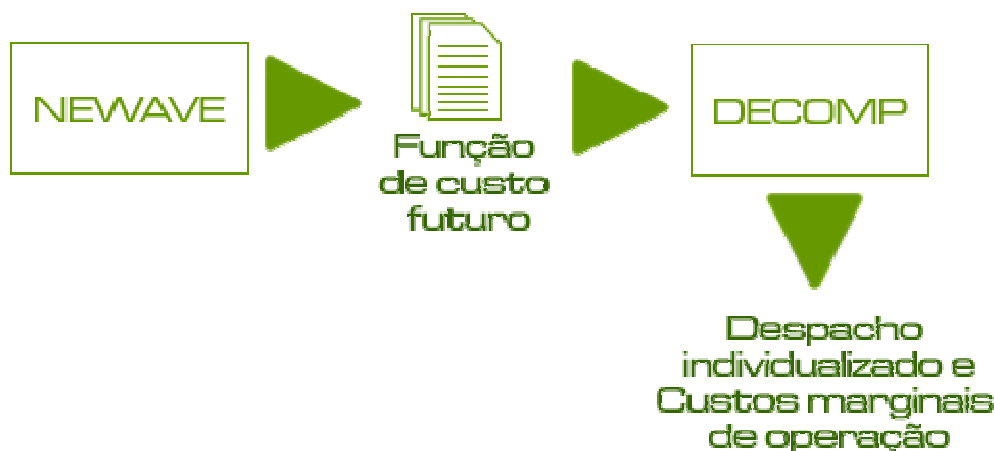 NEWAVE
Função
de custo
futuro
DECOMP
Despacho
individualizado e
Custos marginais
de operação